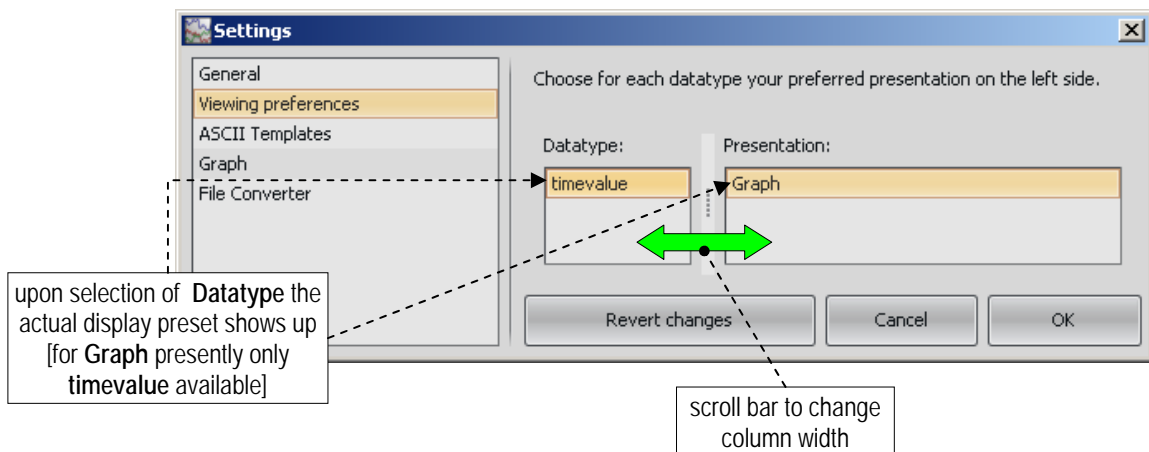 Settings
General
Viewing preferences
ASCII Templates
Graph
File Converter
Choose for each datatype your preferred presentation on the left side.
Datatype:
Presentation:
timevalue
Graph
Revert changes
Cancel
OK
upon selection of Datatype the
actual display preset shows up
[for Graph presently only
timevalue available]
scroll bar to change
column width